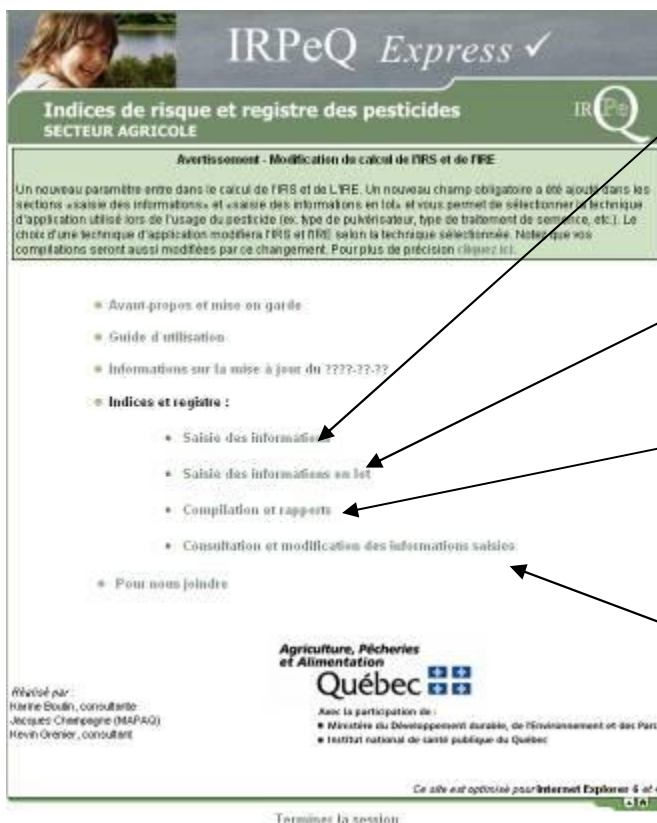 IRPeQ Express ✓
Indices de risque et registre des pesticides
SECTEUR AGRICOLE
IRPeQ
Avertissement - Modification du calcul de l'IRS et de l'IRE
Un nouveau paramètre entre dans le calcul de l'IRS et de L'IRE. Un nouveau champ obligatoire a été ajouté dans les
sections «saisie des informations» et «saisie des informations en lot» et vous permet de sélectionner la technique
d'application utilisé lors de l'usage du pesticide (ex. type de pulvérisateur, type de traitement de semence, etc.). Le
choix d'une technique d'application modifiera l'IRS et l'IRE selon la technique sélectionnée. Notez que vos
compilations seront aussi modifiées par ce changement. Pour plus de précision cliquez ici.
Avant-propos et mise en garde
Guide d'utilisation
Informations sur la mise à jour du ????-??-??
Indices et registre :
Saisie des informations
Saisie des informations en lot
Compilation et rapports
Consultation et modification des informations saisies
Pour nous joindre
Agriculture, Pêcheries
et Alimentation
Québec
Réalisé par :
Karine Boulin, consultante
Jacques Champagne (MAPAQ)
Kevin Grenier, consultant
Avec la participation de :
Ministère du Développement durable, de l'Environnement et des Parc
Institut national de santé publique du Québec
Ce site est optimisé pour Internet Explorer 6 et
Terminer la session